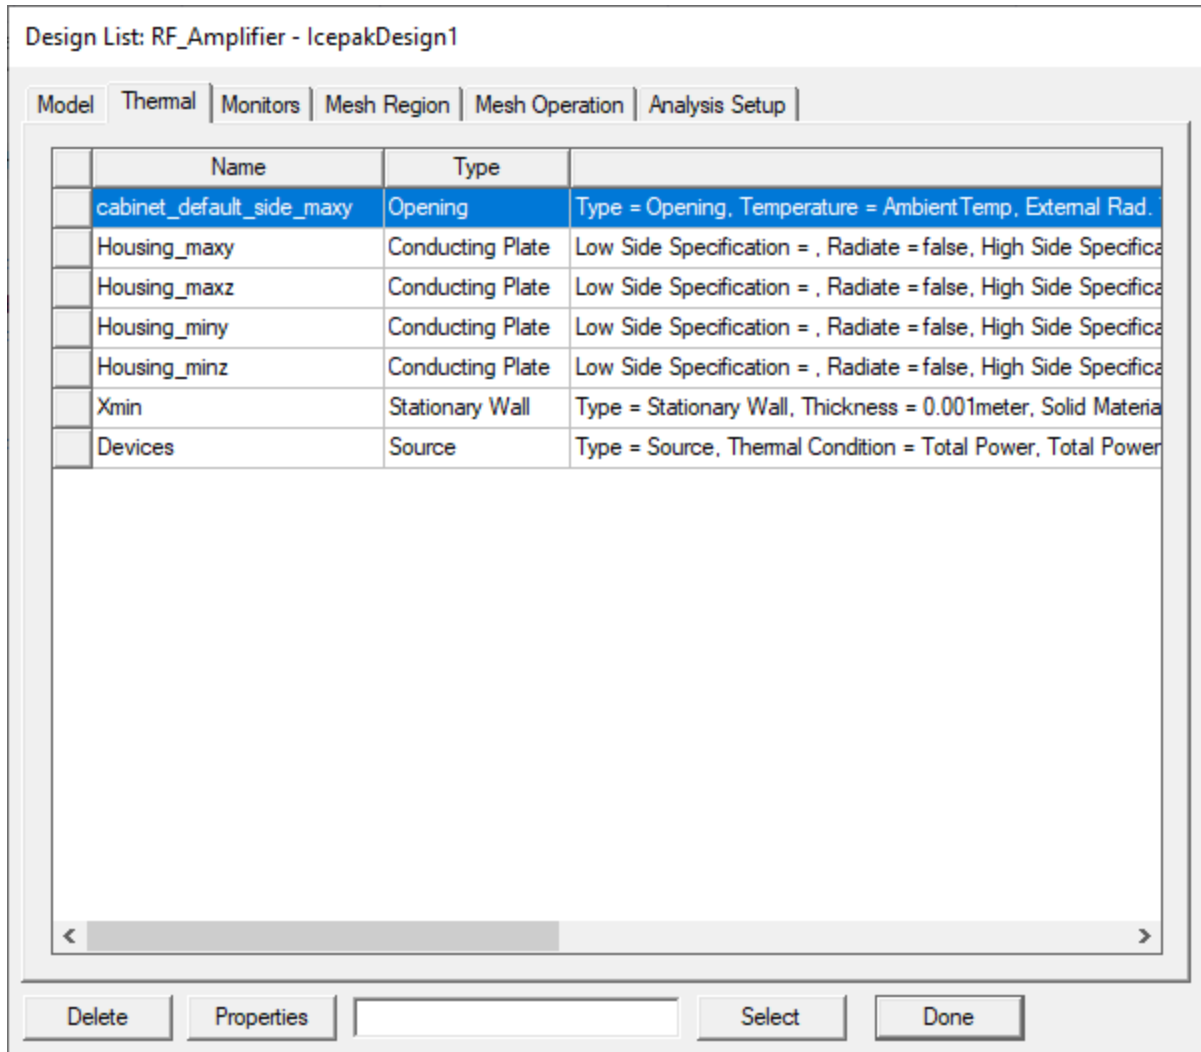 Design List: RF_Amplifier - IcepakDesign1
Model Thermal Monitors Mesh Region Mesh Operation Analysis Setup
Name Type
cabinet_default_side_maxy Opening Type = Opening, Temperature = AmbientTemp, External Rad.
Housing_maxy Conducting Plate Low Side Specification = , Radiate =false, High Side Specifica
Housing_maxz Conducting Plate Low Side Specification = , Radiate =false, High Side Specifica
Housing_miny Conducting Plate Low Side Specification = , Radiate =false, High Side Specifica
Housing_minz Conducting Plate Low Side Specification = , Radiate =false, High Side Specifica
Xmin Stationary Wall Type = Stationary Wall, Thickness = 0.001meter, Solid Materia
Devices Source Type = Source, Thermal Condition = Total Power, Total Power
Delete Properties Select Done